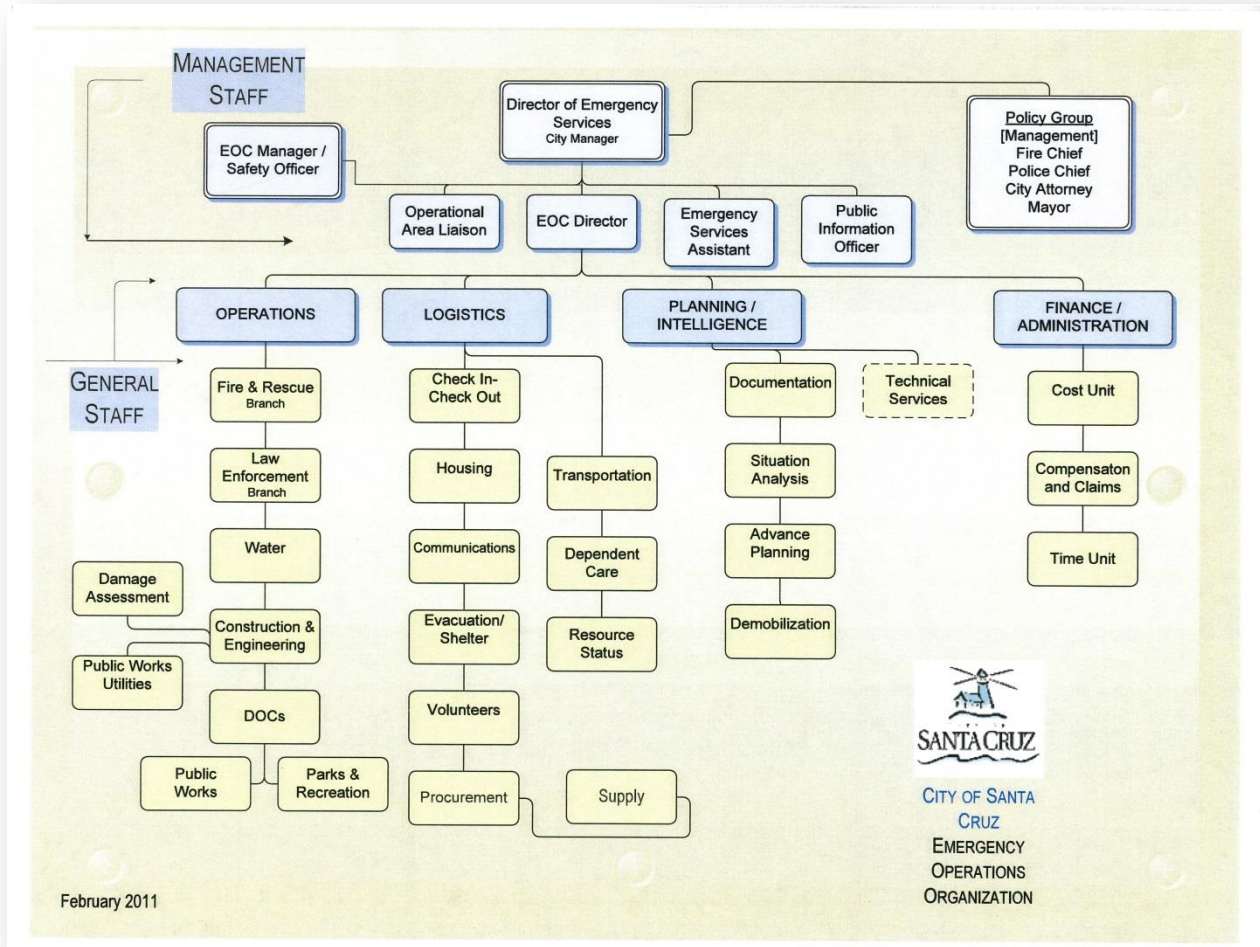 MANAGEMENT
STAFF
Director of Emergency
Services
City Manager
Policy Group
[Management]
Fire Chief
Police Chief
City Attorney
Mayor
EOC Manager /
Safety Officer
Operational
Area Liaison
EOC Director
Emergency
Services
Assistant
Public
Information
Officer
OPERATIONS
LOGISTICS
PLANNING /
INTELLIGENCE
FINANCE /
ADMINISTRATION
GENERAL
STAFF
Fire & Rescue
Branch
Law
Enforcement
Branch
Water
Damage
Assessment
Construction &
Engineering
Public Works
Utilities
DOCs
Public
Works
Parks &
Recreation
Check In-
Check Out
Housing
Communications
Evacuation/
Shelter
Volunteers
Procurement
Supply
Transportation
Dependent
Care
Resource
Status
Documentation
Technical
Services
Situation
Analysis
Advance
Planning
Demobilization
Cost Unit
Compensaton
and Claims
Time Unit
SANTA CRUZ
CITY OF SANTA
CRUZ
EMERGENCY
OPERATIONS
ORGANIZATION
February 2011